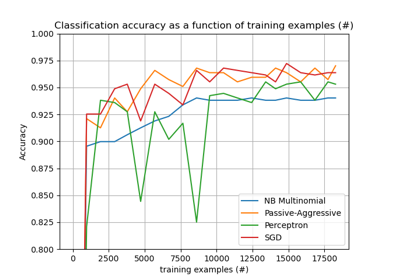 Classification accuracy as a function of training examples (#)
1.000
0.975
0.950
0.925
0.900
0.875
0.850
0.825
0.800
Accuracy
NB Multinomial
Passive-Aggressive
Perceptron
SGD
0 2500 5000 7500 10000 12500 15000 17500
training examples (#)